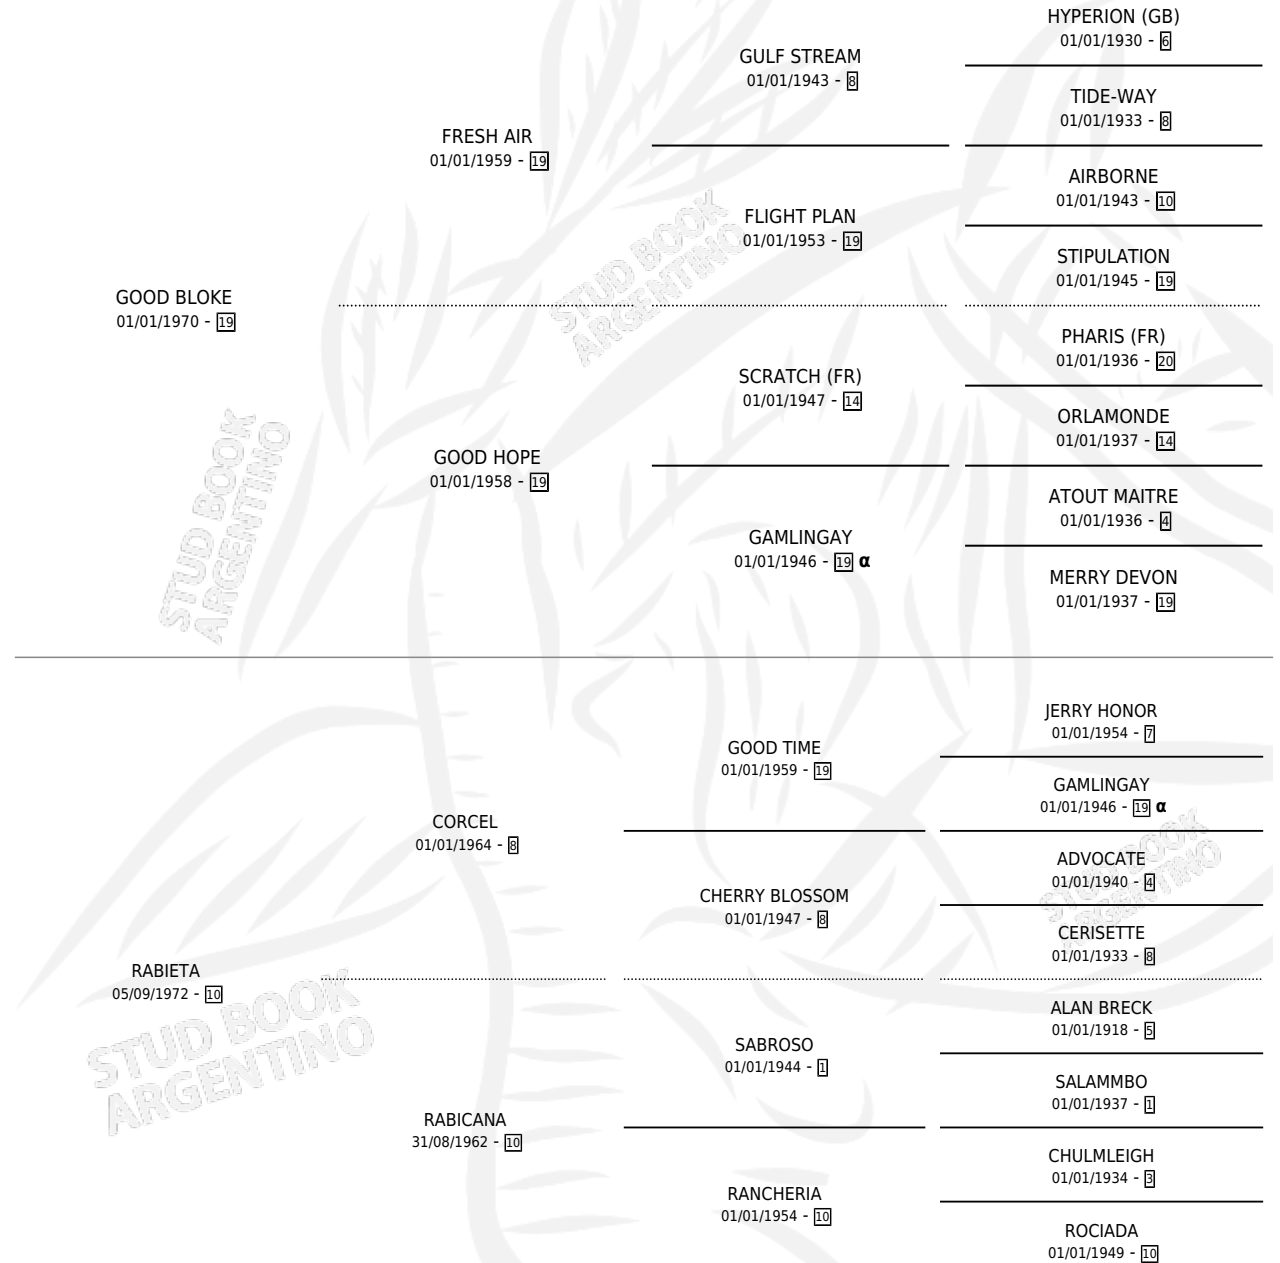 HYPERION (GB)
01/01/1930 - 6
GULF STREAM
01/01/1943 - 8
TIDE-WAY
01/01/1933 - 8
FRESH AIR
01/01/1959 - 19
AIRBORNE
01/01/1943 - 10
FLIGHT PLAN
01/01/1953 - 19
STIPULATION
01/01/1945 - 19
GOOD BLOKE
01/01/1970 - 19
PHARIS (FR)
01/01/1936 - 20
SCRATCH (FR)
01/01/1947 - 14
ORLAMONDE
01/01/1937 - 14
GOOD HOPE
01/01/1958 - 19
ATOUT MAITRE
01/01/1936 - 4
GAMLINGAY
01/01/1946 - 19 α
MERRY DEVON
01/01/1937 - 19
JERRY HONOR
01/01/1954 - 7
GOOD TIME
01/01/1959 - 19
GAMLINGAY
01/01/1946 - 19 α
CORCEL
01/01/1964 - 8
ADVOCATE
01/01/1940 - 4
CHERRY BLOSSOM
01/01/1947 - 8
CERISETTE
01/01/1933 - 8
RABIETA
05/09/1972 - 10
ALAN BRECK
01/01/1918 - 5
SABROSO
01/01/1944 - 1
SALAMMBO
01/01/1937 - 1
RABICANA
31/08/1962 - 10
CHULMLEIGH
01/01/1934 - 3
RANCHERIA
01/01/1954 - 10
ROCIADA
01/01/1949 - 10
STUD BOOK
ARGENTINO
STUD BOOK
ARGENTINO
STUD BOOK
ARGENTINO
STUD BOOK
ARGENTINO